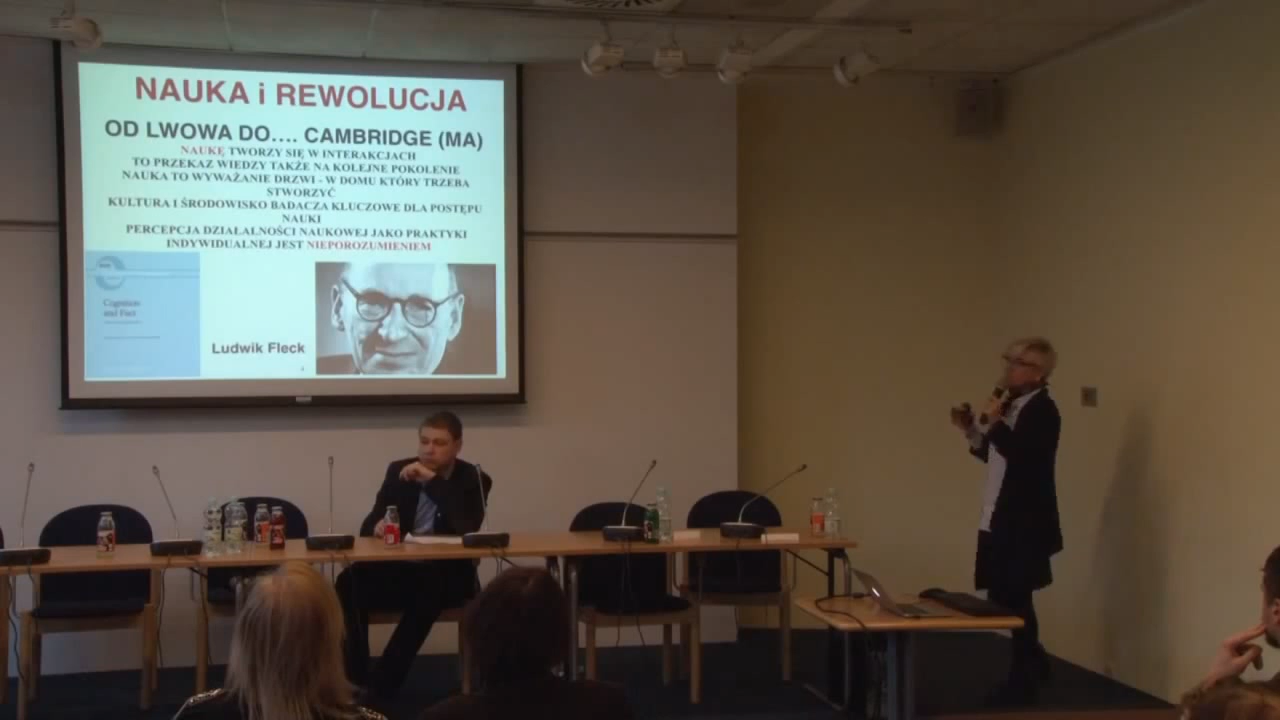 NAUKA i REWOLUCJA
OD LWOWA DO.... CAMBRIDGE (MA)
NAUKĘ TWORZY SIĘ W INTERAKCJACH
TO PRZEKAZ WIEDZY TAKŻE NA KOLEJNE POKOLENIE
NAUKA TO WYWAŻANIE DRZWI - W DOMU KTÓRY TRZEBA
STWORZYĆ
KULTURA I ŚRODOWISKO BADACZA KLUCZOWE DLA POSTĘPU
NAUKI
PERCEPCJA DZIAŁALNOŚCI NAUKOWEJ JAKO PRAKTYKI
INDYWIDUALNEJ JEST NIEPOROZUMIENIEM
Cognition
and Fact
Ludwik Fleck